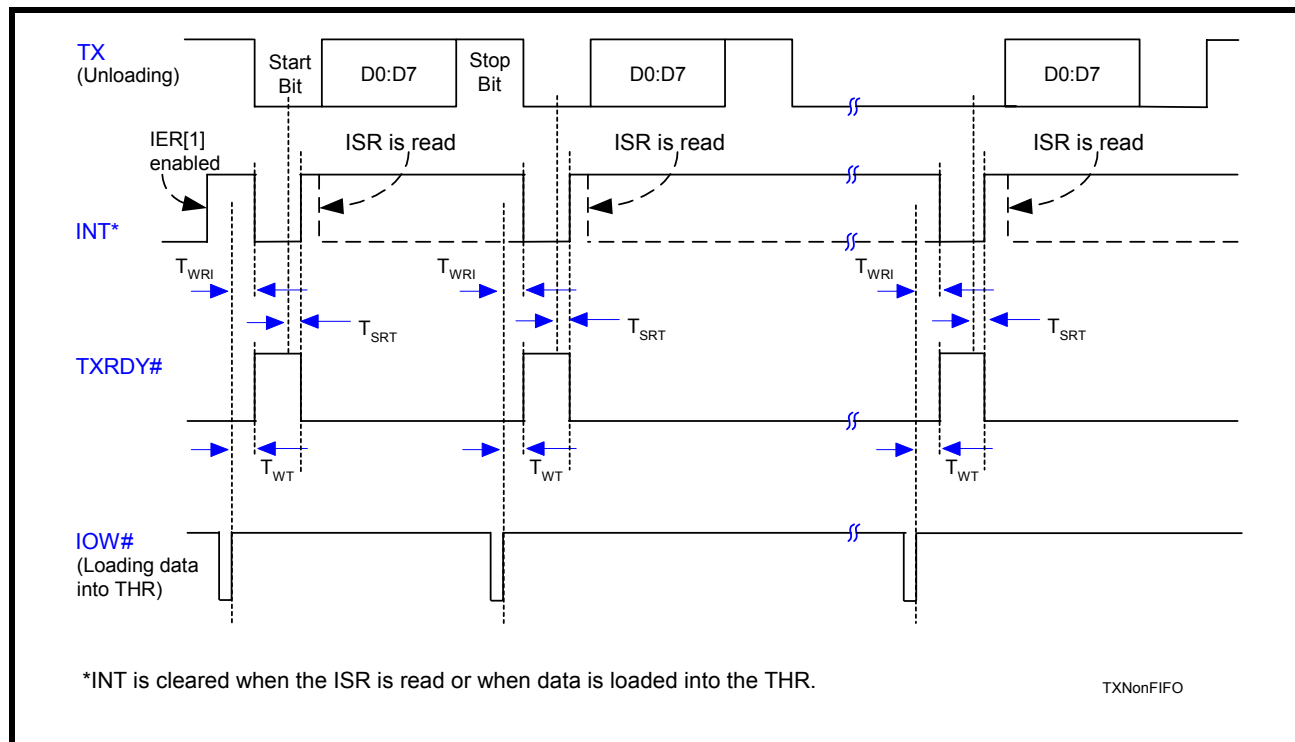 TX
(Unloading)
Start
Bit
D0:D7
Stop
Bit
D0:D7
D0:D7
IER[1]
enabled
ISR is read
ISR is read
ISR is read
INT*
TWRI
TWRI
TWRI
TSRT
TSRT
TSRT
TXRDY#
TWT
TWT
TWT
IOW#
(Loading data
into THR)
*INT is cleared when the ISR is read or when data is loaded into the THR.
TXNonFIFO